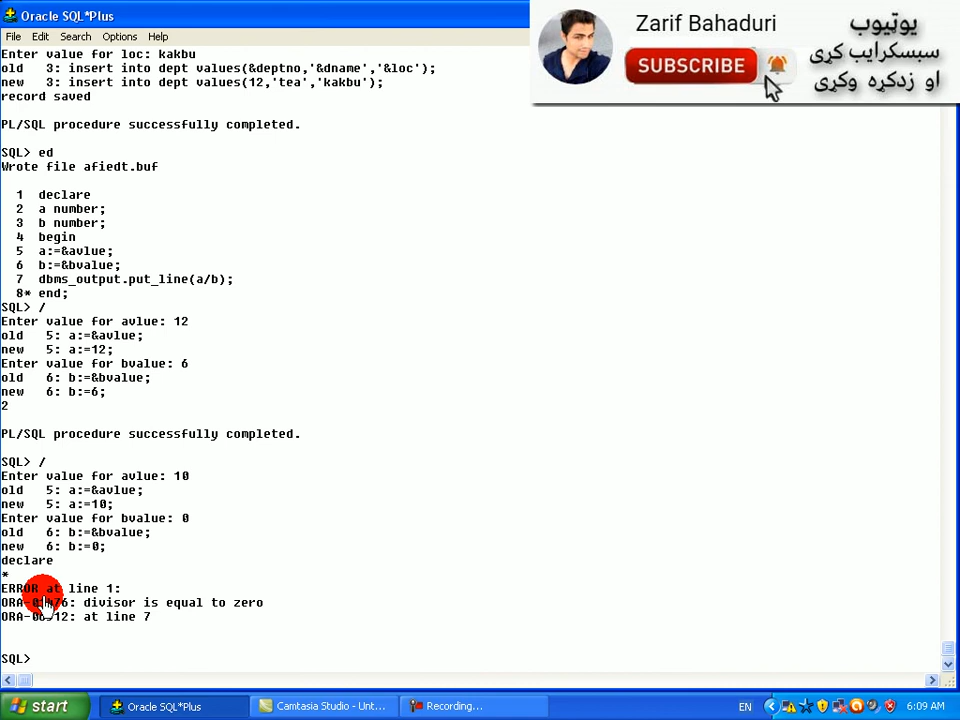 Oracle SQL*Plus
File Edit Search Options Help
Enter value for loc: kakbu
old   3: insert into dept values(&deptno,'&dname','&loc');
new   3: insert into dept values(12,'tea','kakbu');
record saved
PL/SQL procedure successfully completed.
SQL> ed
Wrote file afiedt.buf
  1  declare
  2  a number;
  3  b number;
  4  begin
  5  a:=&avlue;
  6  b:=&bvalue;
  7  dbms_output.put_line(a/b);
  8* end;
SQL> /
Enter value for avlue: 12
old   5: a:=&avlue;
new   5: a:=12;
Enter value for bvalue: 6
old   6: b:=&bvalue;
new   6: b:=6;
2
PL/SQL procedure successfully completed.
SQL> /
Enter value for avlue: 10
old   5: a:=&avlue;
new   5: a:=10;
Enter value for bvalue: 0
old   6: b:=&bvalue;
new   6: b:=0;
declare
*
ERROR at line 1:
divisor is equal to zero
at line 7
SQL>
Zarif Bahaduri
SUBSCRIBE
یوټیوب
سبسکرایب کړی
او زدکړه وکړی
start
Oracle SQL*Plus
Camtasia Studio - Unt...
Recording...
EN
6:09 AM